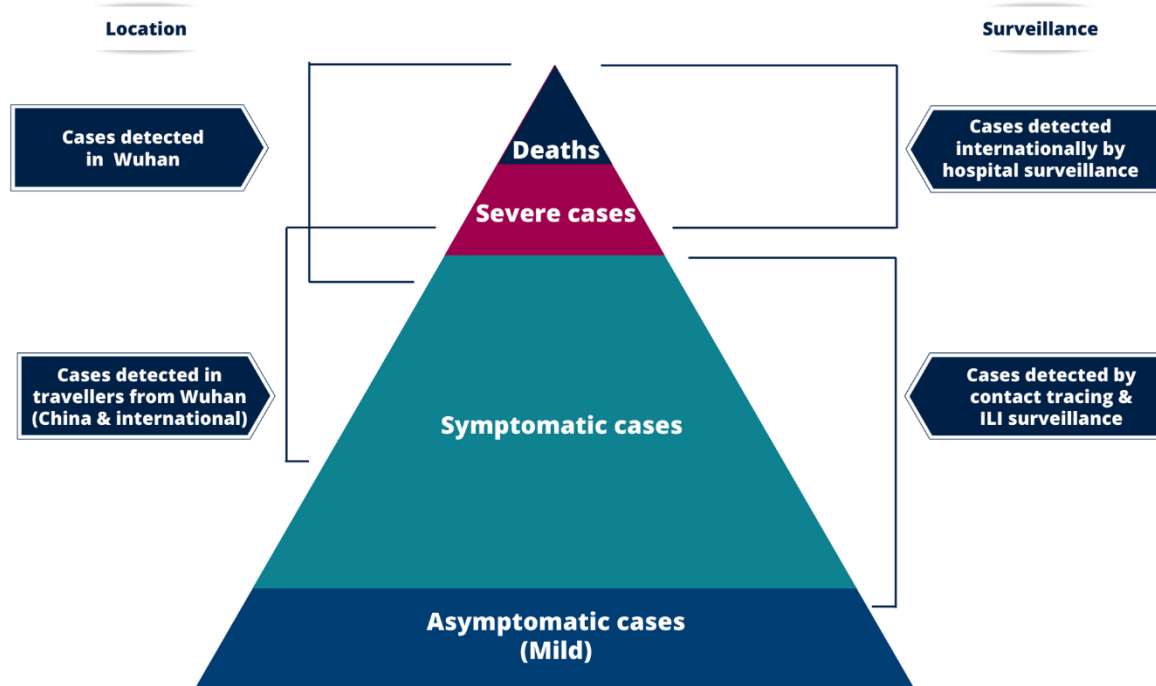 Location
Surveillance
Cases detected
in Wuhan
Cases detected
internationally by
hospital surveillance
Deaths
Severe cases
Cases detected in
travellers from Wuhan
(China & international)
Cases detected by
contact tracing &
ILI surveillance
Symptomatic cases
Asymptomatic cases
(Mild)